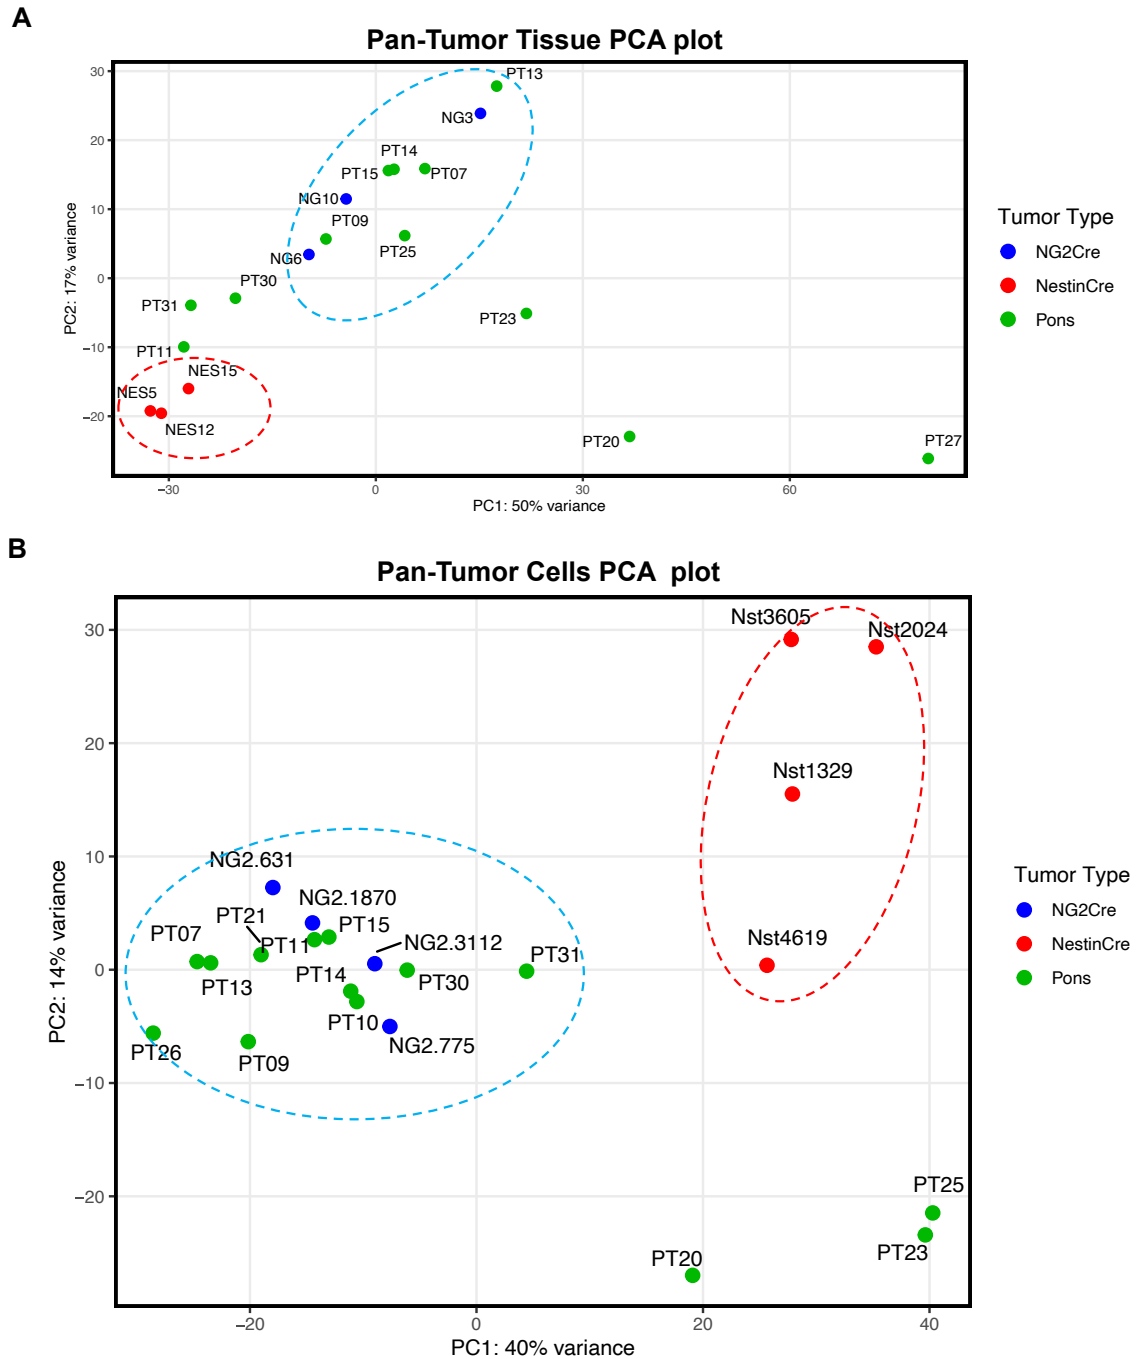 A
Pan-Tumor Tissue PCA plot
30
20
10
0
−10
−20
PC2: 17% variance
PT13
NG3
PT14
PT15
PT07
NG10
PT09
PT25
NG6
PT30
PT31
PT23
PT11
NES15
NES5
NES12
PT20
PT27
−30
0
30
60
PC1: 50% variance
Tumor Type
NG2Cre
NestinCre
Pons
B
Pan-Tumor Cells PCA plot
30
20
10
0
−10
−20
PC2: 14% variance
Nst3605
Nst2024
Nst1329
NG2.631
NG2.1870
PT21
PT15
PT07
PT11
NG2.3112
Nst4619
PT31
PT14
PT30
PT13
PT10
NG2.775
PT26
PT09
PT25
PT23
PT20
−20
0
20
40
PC1: 40% variance
Tumor Type
NG2Cre
NestinCre
Pons